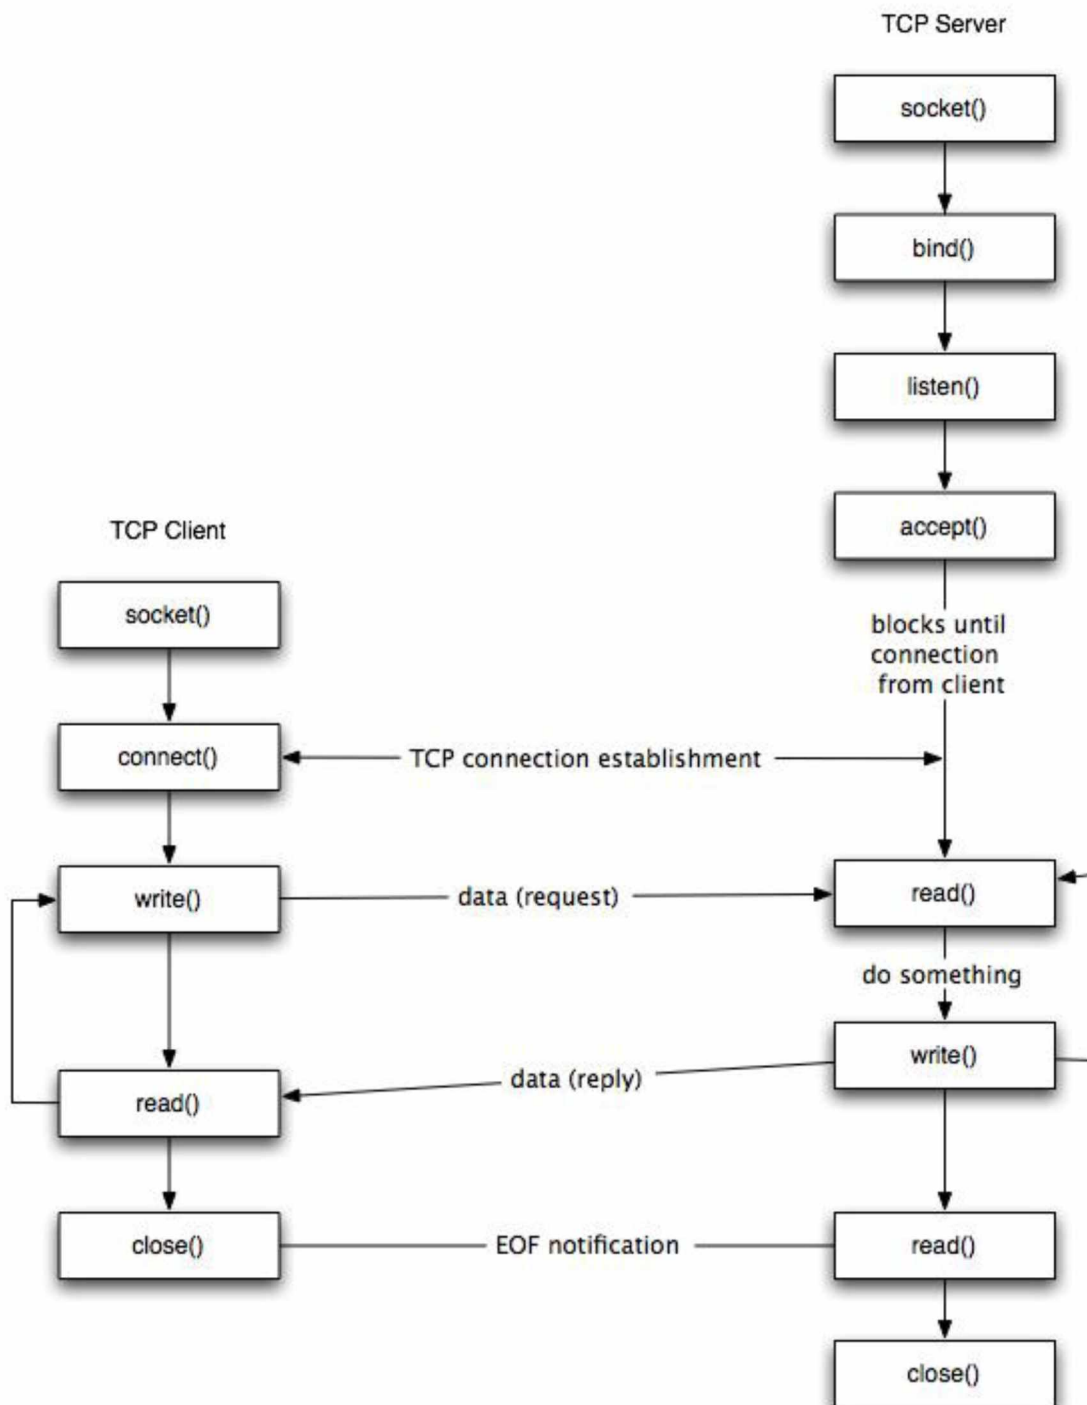 TCP Server
socket()
bind()
listen()
accept()
blocks until
connection
from client
TCP Client
socket()
connect()
TCP connection establishment
write()
data (request)
read()
do something
write()
data (reply)
read()
close()
EOF notification
read()
close()